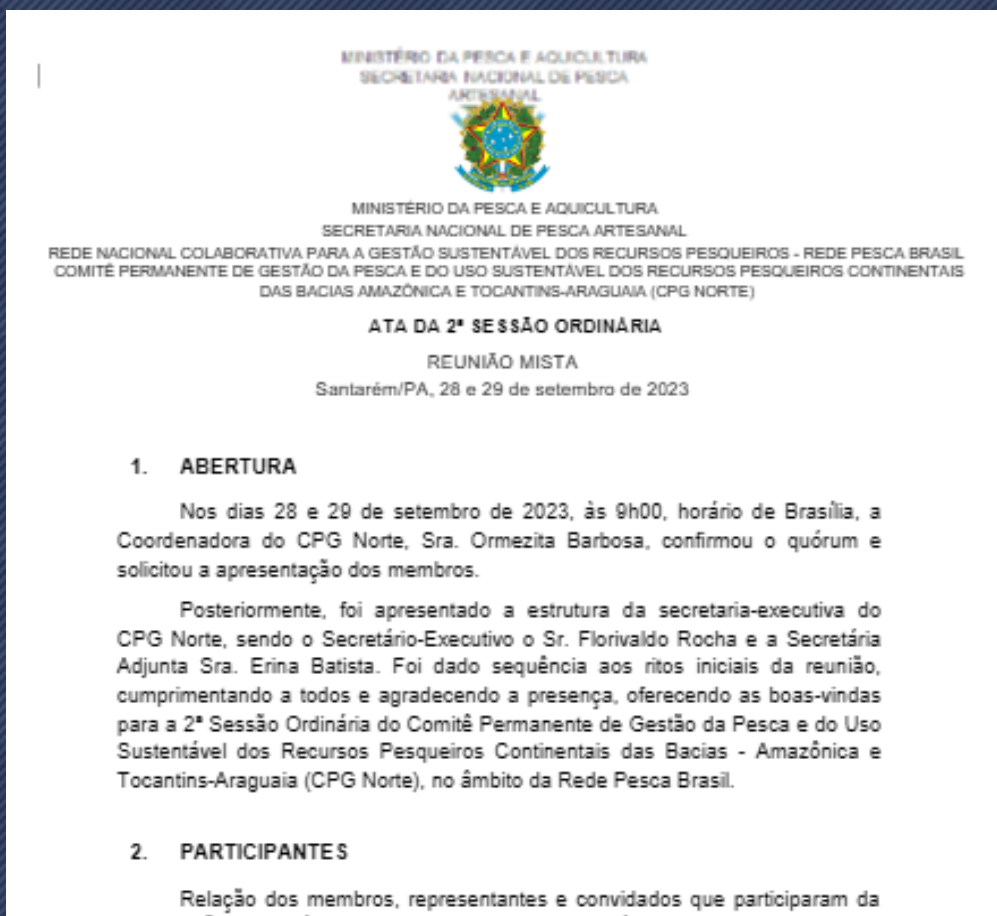 MINISTÉRIO DA PESCA E AQUICULTURA
SECRETARIA NACIONAL DE PESCA
ARTESANAL
MINISTÉRIO DA PESCA E AQUICULTURA
SECRETARIA NACIONAL DE PESCA ARTESANAL
REDE NACIONAL COLABORATIVA PARA A GESTÃO SUSTENTÁVEL DOS RECURSOS PESQUEIROS - REDE PESCA BRASIL
COMITÊ PERMANENTE DE GESTÃO DA PESCA E DO USO SUSTENTÁVEL DOS RECURSOS PESQUEIROS CONTINENTAIS
DAS BACIAS AMAZÔNICA E TOCANTINS-ARAGUAIA (CPG NORTE)
ATA DA 2ª SESSÃO ORDINÁRIA
REUNIÃO MISTA
Santarém/PA, 28 e 29 de setembro de 2023
1. ABERTURA
Nos dias 28 e 29 de setembro de 2023, às 9h00, horário de Brasília, a
Coordenadora do CPG Norte, Sra. Ormezita Barbosa, confirmou o quórum e
solicitou a apresentação dos membros.
Posteriormente, foi apresentado a estrutura da secretaria-executiva do
CPG Norte, sendo o Secretário-Executivo o Sr. Florivaldo Rocha e a Secretária
Adjunta Sra. Erina Batista. Foi dado sequência aos ritos iniciais da reunião,
cumprimentando a todos e agradecendo a presença, oferecendo as boas-vindas
para a 2ª Sessão Ordinária do Comitê Permanente de Gestão da Pesca e do Uso
Sustentável dos Recursos Pesqueiros Continentais das Bacias - Amazônica e
Tocantins-Araguaia (CPG Norte), no âmbito da Rede Pesca Brasil.
2. PARTICIPANTES
Relação dos membros, representantes e convidados que participaram da